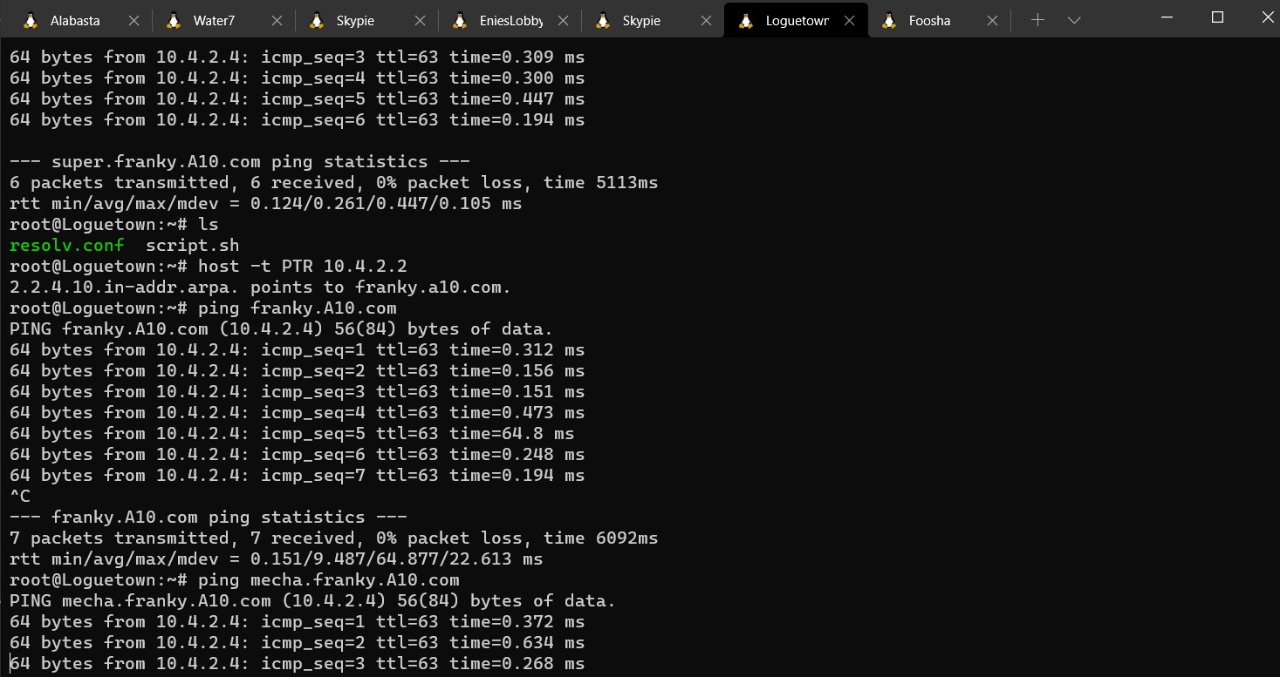 Alabasta
Water7
Skypie
EniesLobby
Skypie
Loguetown
Foosha
64 bytes from 10.4.2.4: icmp_seq=3 ttl=63 time=0.309 ms
64 bytes from 10.4.2.4: icmp_seq=4 ttl=63 time=0.300 ms
64 bytes from 10.4.2.4: icmp_seq=5 ttl=63 time=0.447 ms
64 bytes from 10.4.2.4: icmp_seq=6 ttl=63 time=0.194 ms
--- super.franky.A10.com ping statistics ---
6 packets transmitted, 6 received, 0% packet loss, time 5113ms
rtt min/avg/max/mdev = 0.124/0.261/0.447/0.105 ms
root@Loguetown:~# ls
resolv.conf  script.sh
root@Loguetown:~# host -t PTR 10.4.2.2
2.2.4.10.in-addr.arpa. points to franky.a10.com.
root@Loguetown:~# ping franky.A10.com
PING franky.A10.com (10.4.2.4) 56(84) bytes of data.
64 bytes from 10.4.2.4: icmp_seq=1 ttl=63 time=0.312 ms
64 bytes from 10.4.2.4: icmp_seq=2 ttl=63 time=0.156 ms
64 bytes from 10.4.2.4: icmp_seq=3 ttl=63 time=0.151 ms
64 bytes from 10.4.2.4: icmp_seq=4 ttl=63 time=0.473 ms
64 bytes from 10.4.2.4: icmp_seq=5 ttl=63 time=64.8 ms
64 bytes from 10.4.2.4: icmp_seq=6 ttl=63 time=0.248 ms
64 bytes from 10.4.2.4: icmp_seq=7 ttl=63 time=0.194 ms
^C
--- franky.A10.com ping statistics ---
7 packets transmitted, 7 received, 0% packet loss, time 6092ms
rtt min/avg/max/mdev = 0.151/9.487/64.877/22.613 ms
root@Loguetown:~# ping mecha.franky.A10.com
PING mecha.franky.A10.com (10.4.2.4) 56(84) bytes of data.
64 bytes from 10.4.2.4: icmp_seq=1 ttl=63 time=0.372 ms
64 bytes from 10.4.2.4: icmp_seq=2 ttl=63 time=0.634 ms
64 bytes from 10.4.2.4: icmp_seq=3 ttl=63 time=0.268 ms